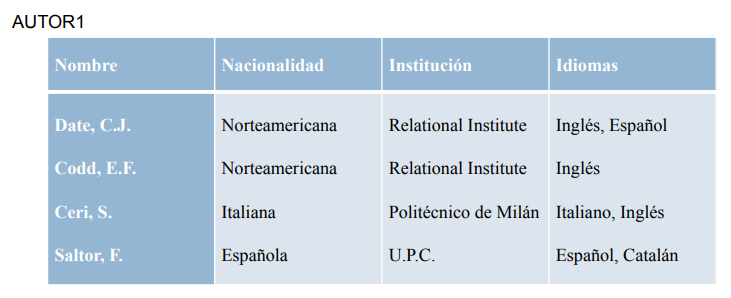 AUTOR1
Nombre Nacionalidad Institución Idiomas
Date, C.J. Norteamericana Relational Institute Inglés, Español
Codd, E.F. Norteamericana Relational Institute Inglés
Ceri, S. Italiana Politécnico de Milán Italiano, Inglés
Saltor, F. Española U.P.C. Español, Catalán